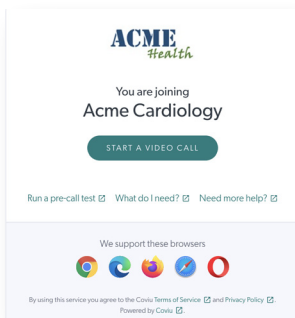 ACME
Health
You are joining
Acme Cardiology
START A VIDEO CALL
Run a pre-call test What do I need? Need more help?
We support these browsers
By using this service you agree to the Coviu Terms of Service and Privacy Policy.
Powered by Coviu.